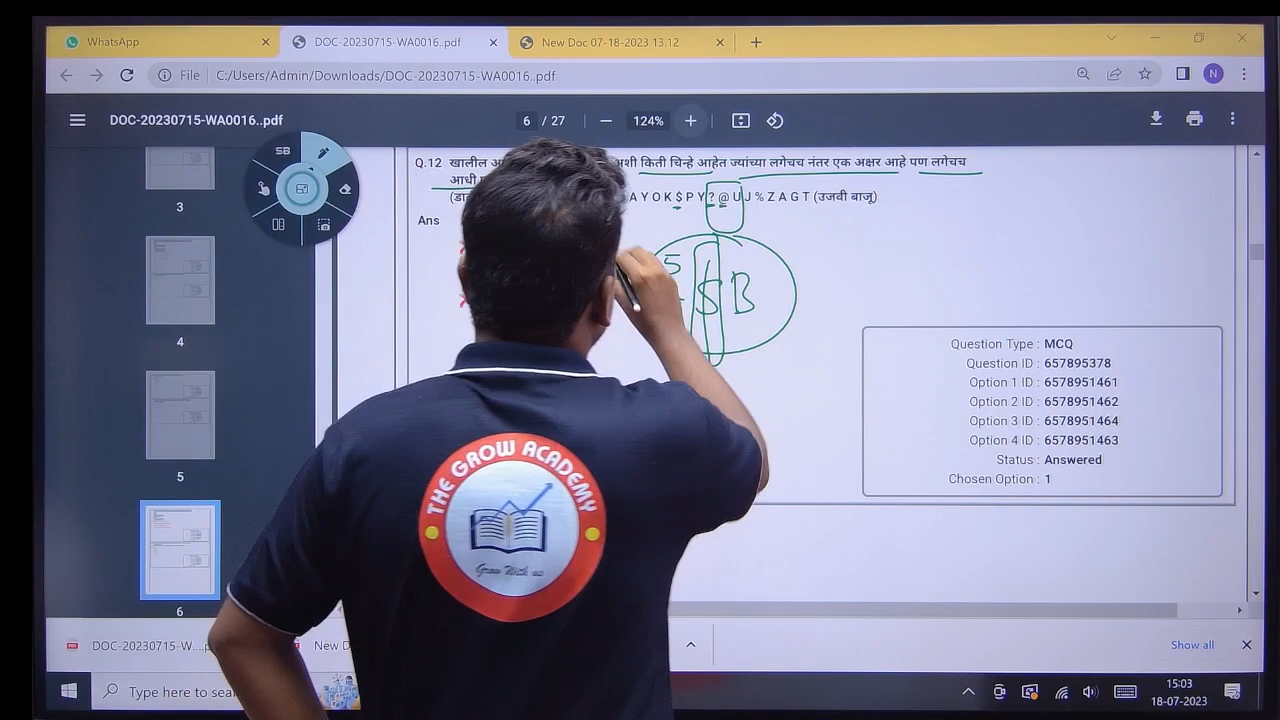 WhatsApp
DOC-20230715-WA0016..pdf
New Doc 07-18-2023 13.12
File
C:/Users/Admin/Downloads/DOC-20230715-WA0016..pdf
N
DOC-20230715-WA0016..pdf
6 / 27
124%
SB
3
4
5
6
Q.12 खालील अशी किती चिन्हे आहेत ज्यांच्या लगेचच नंतर एक अक्षर आहे पण लगेचच
आधी
A Y O K $ P Y ? @ U J % Z A G T (उजवी बाजू)
Ans
5
$ B
Question Type : MCQ
Question ID : 657895378
Option 1 ID : 6578951461
Option 2 ID : 6578951462
Option 3 ID : 6578951464
Option 4 ID : 6578951463
Status : Answered
Chosen Option : 1
THE GROW ACADEMY
Grow With us
DOC-20230715-W....p
New D
Show all
Type here to sea
15:03
18-07-2023